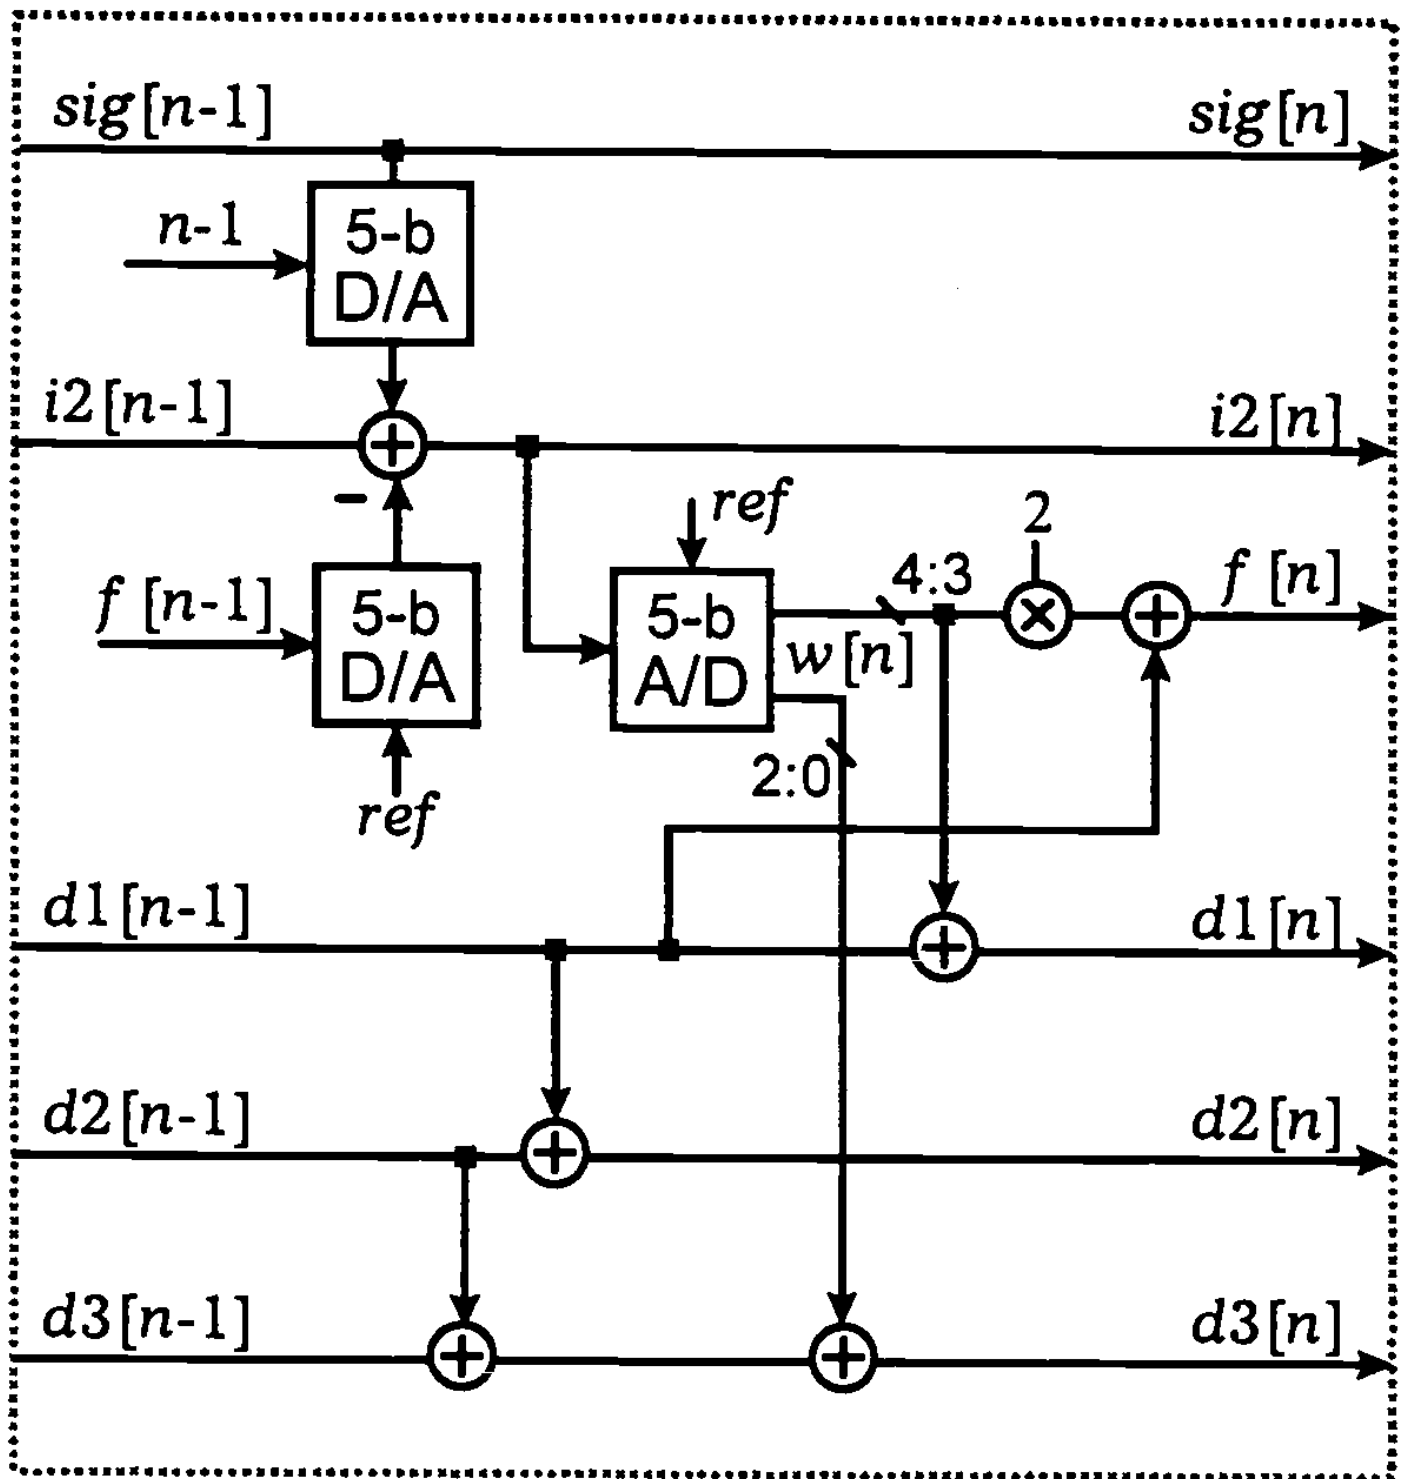 sig[n-1]
sig[n]
n-1
5-b
D/A
i2[n-1]
i2[n]
-
+
ref
2
4:3
f[n-1]
f[n]
5-b
D/A
5-b
A/D
w[n]
×
+
2:0
ref
d1[n-1]
d1[n]
+
d2[n-1]
d2[n]
+
d3[n-1]
d3[n]
+
+